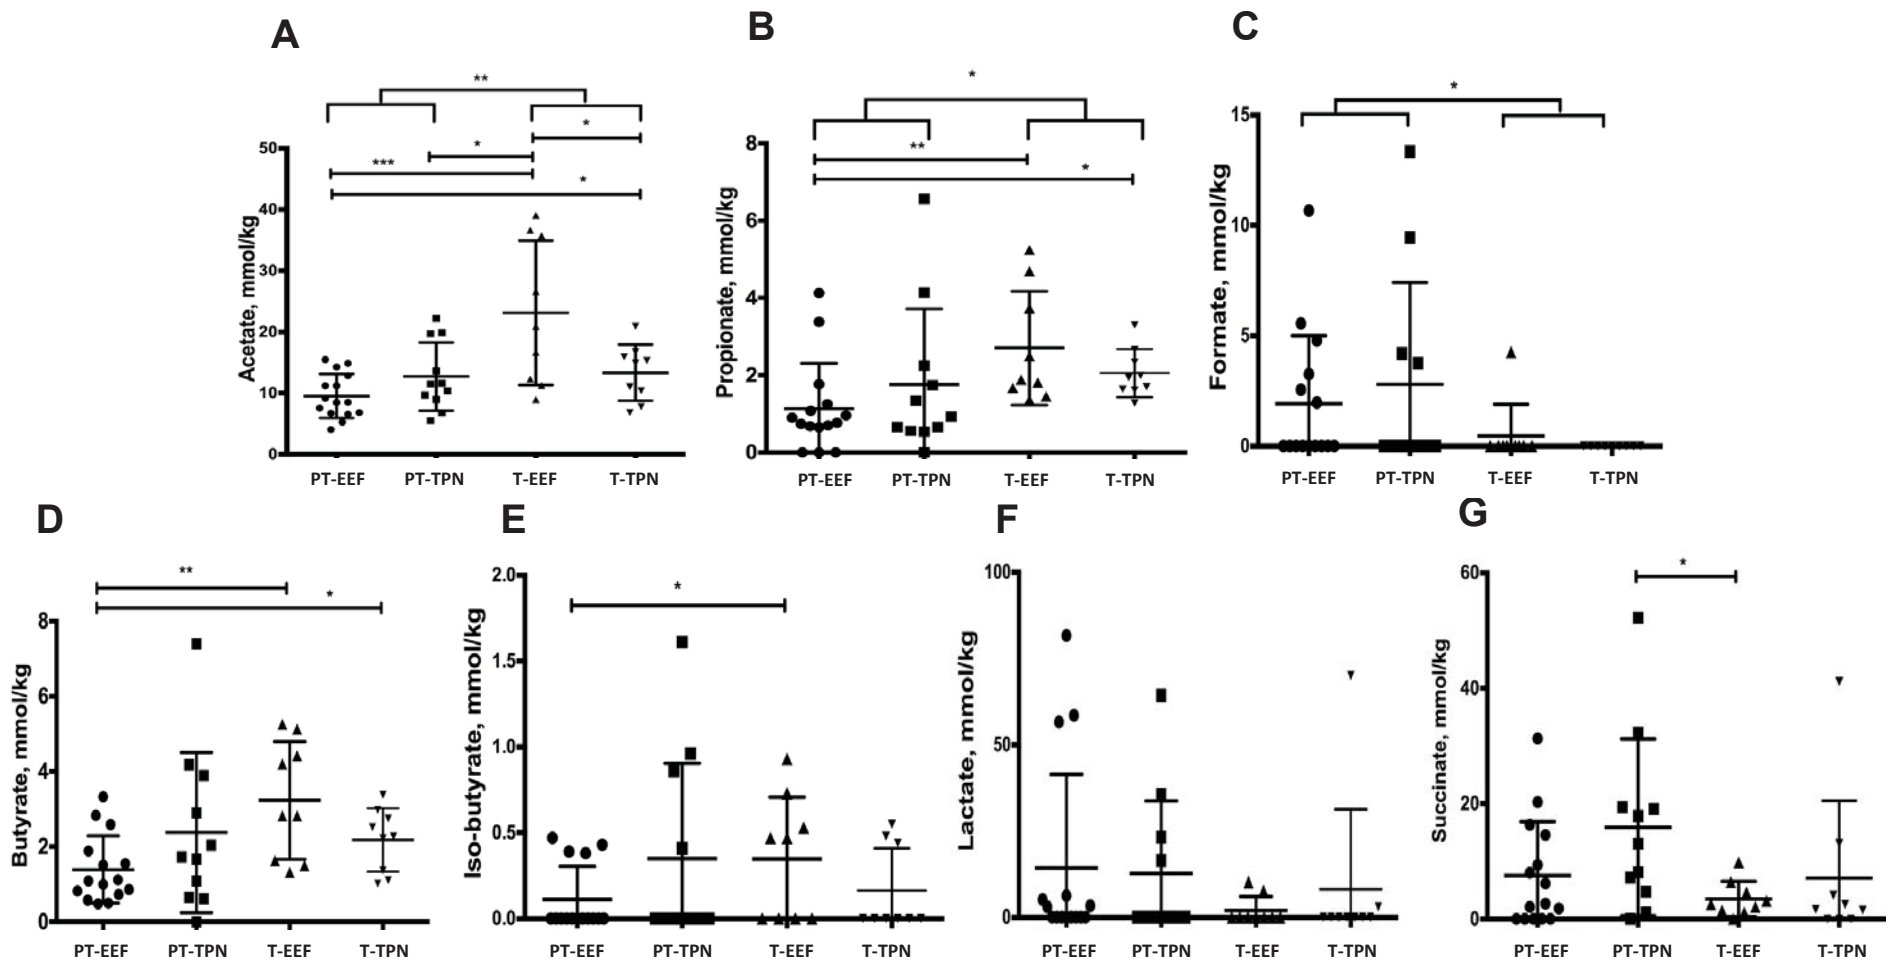 A
Acetate, mmol/kg
50
40
30
20
10
0
**
*
*
***
*
PT-EEF PT-TPN T-EEF T-TPN
B
Propionate, mmol/kg
8
6
4
2
0
*
**
*
PT-EEF PT-TPN T-EEF T-TPN
C
Formate, mmol/kg
15
10
5
0
*
PT-EEF PT-TPN T-EEF T-TPN
D
Butyrate, mmol/kg
8
6
4
2
0
**
*
PT-EEF PT-TPN T-EEF T-TPN
E
Iso-butyrate, mmol/kg
2.0
1.5
1.0
0.5
0.0
*
PT-EEF PT-TPN T-EEF T-TPN
F
Lactate, mmol/kg
100
50
0
PT-EEF PT-TPN T-EEF T-TPN
G
Succinate, mmol/kg
60
40
20
0
*
PT-EEF PT-TPN T-EEF T-TPN